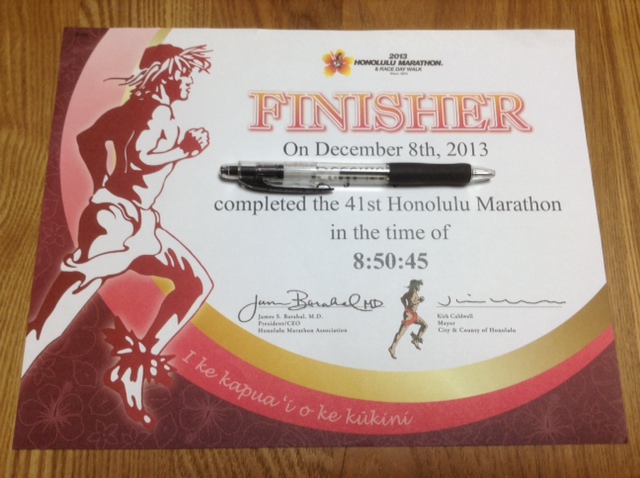 2013
HONOLULU MARATHON.
& RACE DAY WALK
FINISHER
On December 8th, 2013
completed the 41st Honolulu Marathon
in the time of
8:50:45
James S. Barahal, M.D.
President/CEO
Honolulu Marathon Association
Kirk Caldwell
Mayor
City & County of Honolulu
I ke kapua‘i o ke kūkini